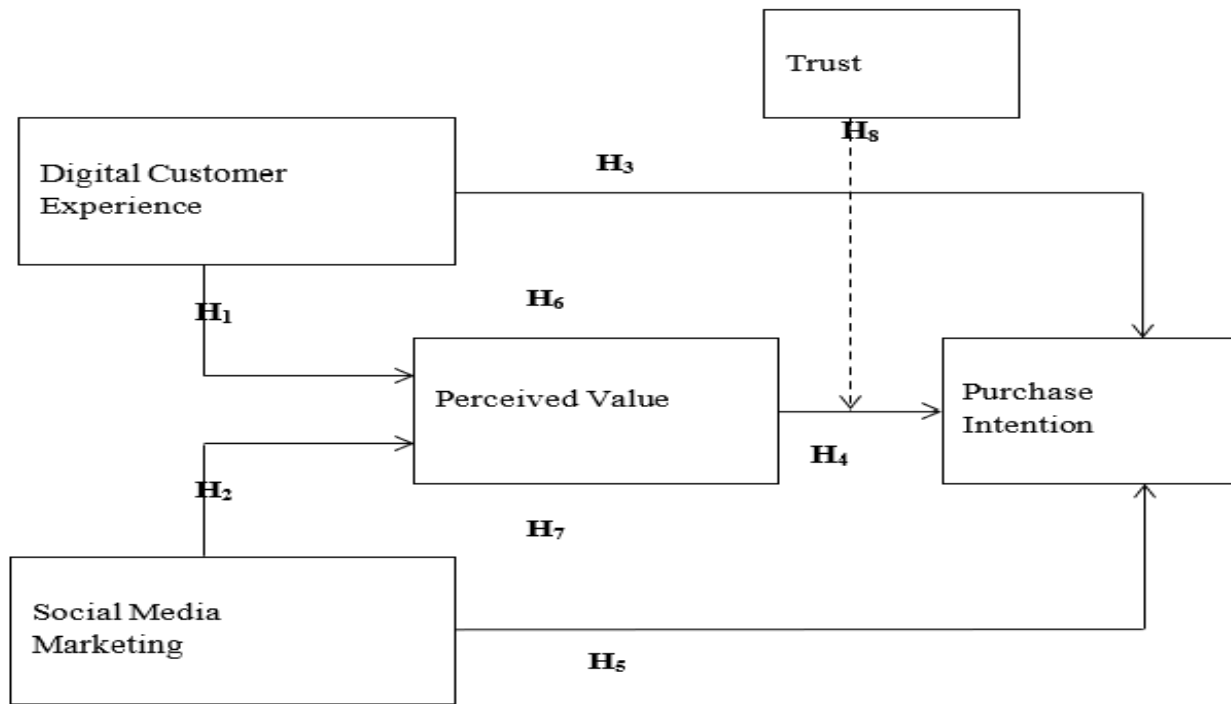 Trust
H₈
H₃
Digital Customer
Experience
H₁
H₆
Perceived Value
Purchase
Intention
H₄
H₂
H₇
Social Media
Marketing
H₅